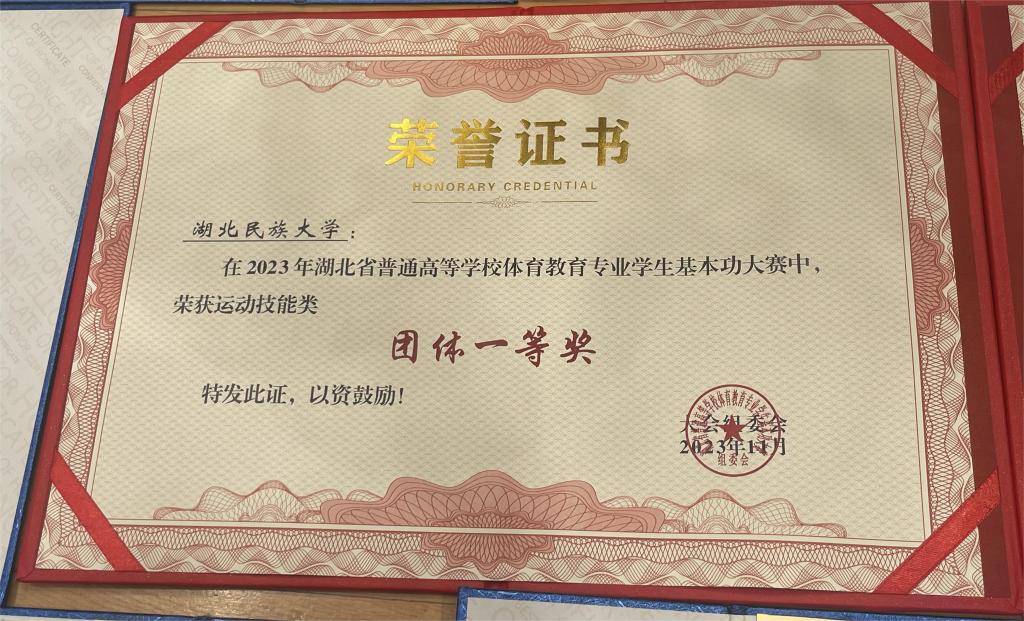 荣誉证书
HONORARY CREDENTIAL
湖北民族大学：
在2023年湖北省普通高等学校体育教育专业学生基本功大赛中，
荣获运动技能类
团体一等奖
特发此证，以资鼓励！
大会组委会
2023年11月
组委会